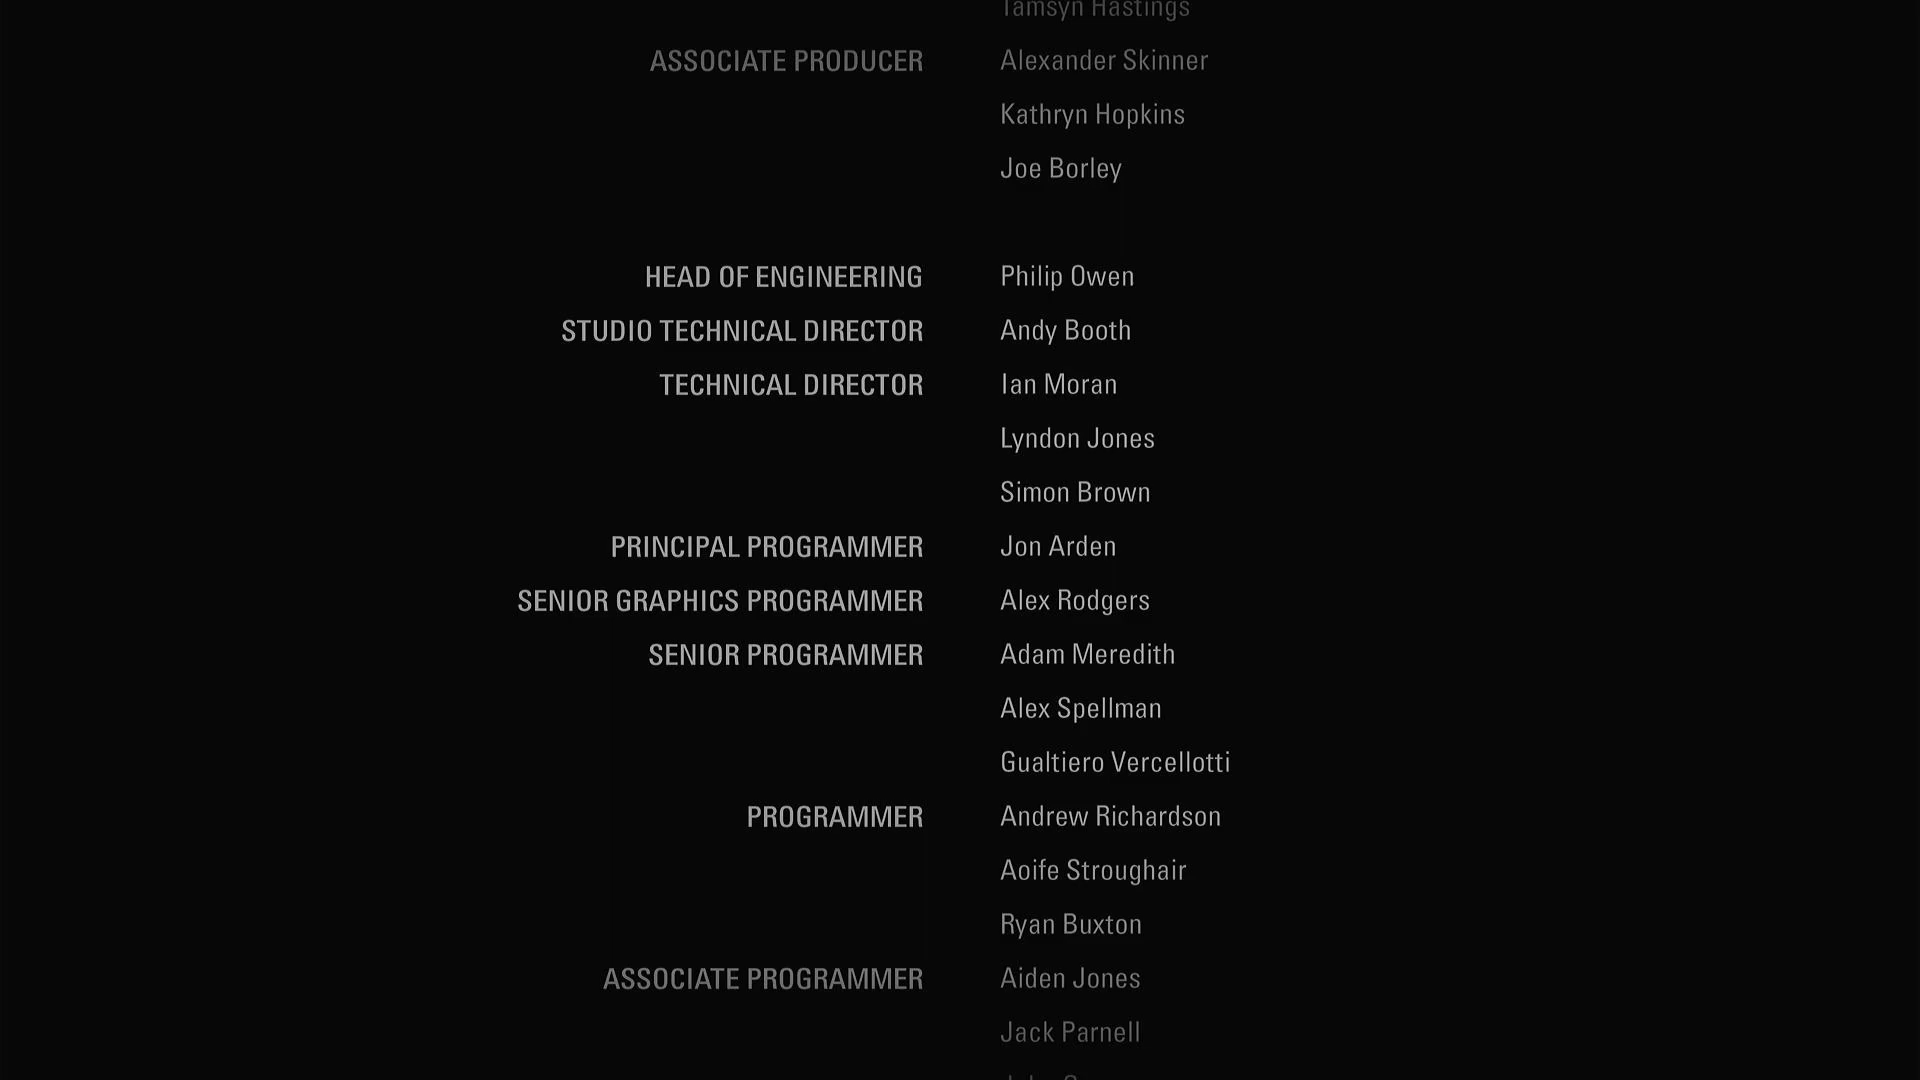 Tamsyn Hastings
ASSOCIATE PRODUCER Alexander Skinner
Kathryn Hopkins
Joe Borley
HEAD OF ENGINEERING Philip Owen
STUDIO TECHNICAL DIRECTOR Andy Booth
TECHNICAL DIRECTOR Ian Moran
Lyndon Jones
Simon Brown
PRINCIPAL PROGRAMMER Jon Arden
SENIOR GRAPHICS PROGRAMMER Alex Rodgers
SENIOR PROGRAMMER Adam Meredith
Alex Spellman
Gualtiero Vercellotti
PROGRAMMER Andrew Richardson
Aoife Stroughair
Ryan Buxton
ASSOCIATE PROGRAMMER Aiden Jones
Jack Parnell